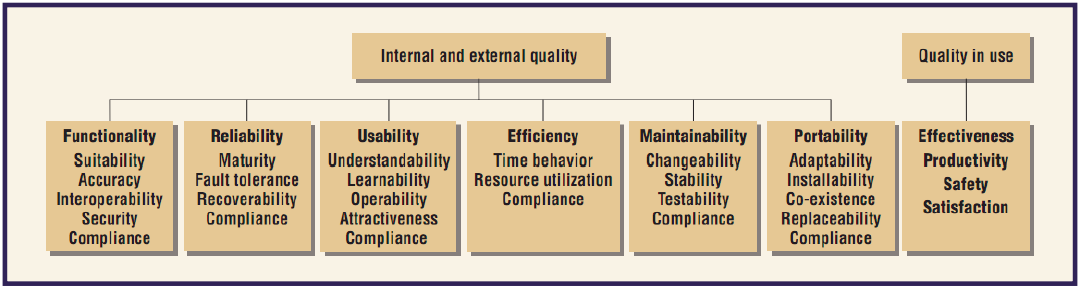 Internal and external quality
Quality in use
Functionality
Suitability
Accuracy
Interoperability
Security
Compliance
Reliability
Maturity
Fault tolerance
Recoverability
Compliance
Usability
Understandability
Learnability
Operability
Attractiveness
Compliance
Efficiency
Time behavior
Resource utilization
Compliance
Maintainability
Changeability
Stability
Testability
Compliance
Portability
Adaptability
Installability
Co-existence
Replaceability
Compliance
Effectiveness
Productivity
Safety
Satisfaction